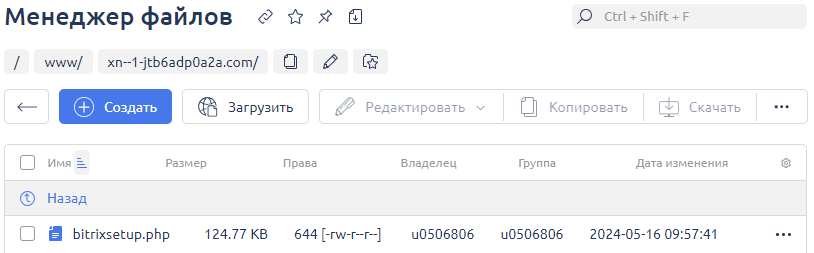 Менеджер файлов
Ctrl + Shift + F
/ www/ xn--1-jtb6adp0a2a.com/
Создать Загрузить Редактировать Копировать Скачать ...
Имя Размер Права Владелец Группа Дата изменения
Назад
bitrixsetup.php 124.77 KB 644 [-rw-r--r--] u0506806 u0506806 2024-05-16 09:57:41 ...